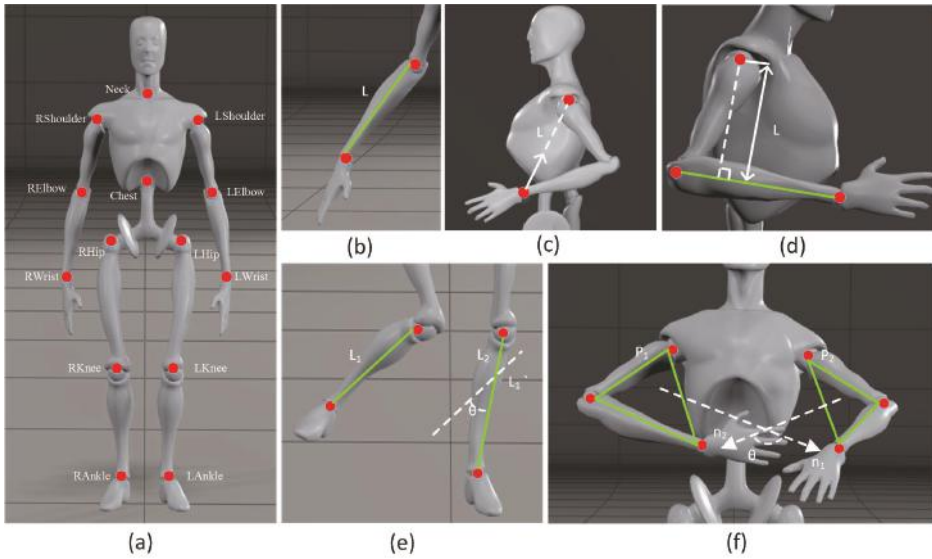 Neck
RShoulder
LShoulder
RElbow
Chest
LElbow
RHip
LHip
RWrist
LWrist
RKnee
LKnee
RAnkle
LAnkle
(a)
L
(b)
L
(c)
L
(d)
L₁
L₂
L₁`
θ
(e)
P₁
P₂
n₂
θ
n₁
(f)